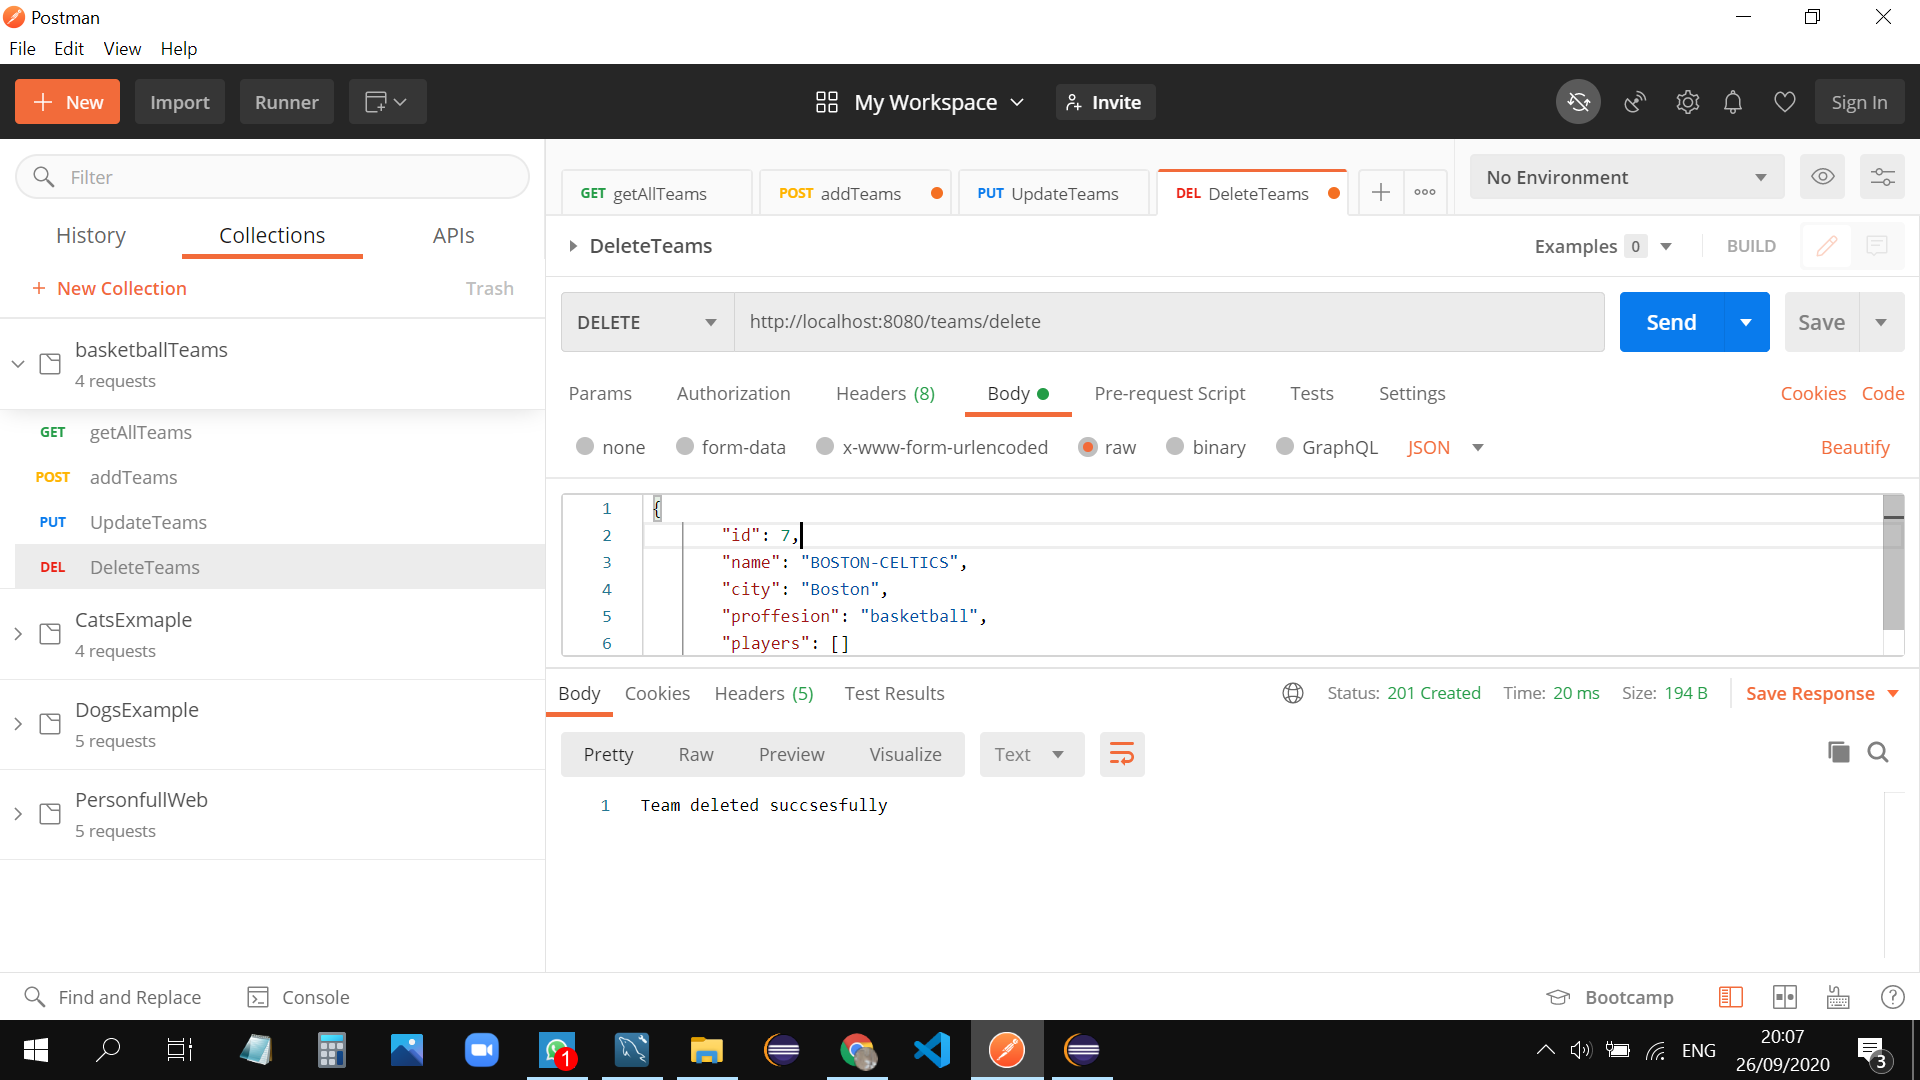 Postman
File Edit View Help
New Import Runner My Workspace Invite Sign In
Filter
History Collections APIs
+ New Collection Trash
basketballTeams
4 requests
GET getAllTeams
POST addTeams
PUT UpdateTeams
DEL DeleteTeams
CatsExmaple
4 requests
DogsExample
5 requests
PersonfullWeb
5 requests
GET getAllTeams POST addTeams PUT UpdateTeams DEL DeleteTeams No Environment
DeleteTeams Examples 0 BUILD
DELETE http://localhost:8080/teams/delete Send Save
Params Authorization Headers (8) Body Pre-request Script Tests Settings Cookies Code
none form-data x-www-form-urlencoded raw binary GraphQL JSON Beautify
1 {
2 "id": 7,
3 "name": "BOSTON-CELTICS",
4 "city": "Boston",
5 "proffesion": "basketball",
6 "players": []
Body Cookies Headers (5) Test Results Status: 201 Created Time: 20 ms Size: 194 B Save Response
Pretty Raw Preview Visualize Text
1 Team deleted succsesfully
Find and Replace Console Bootcamp
1 ENG 20:07
26/09/2020 3